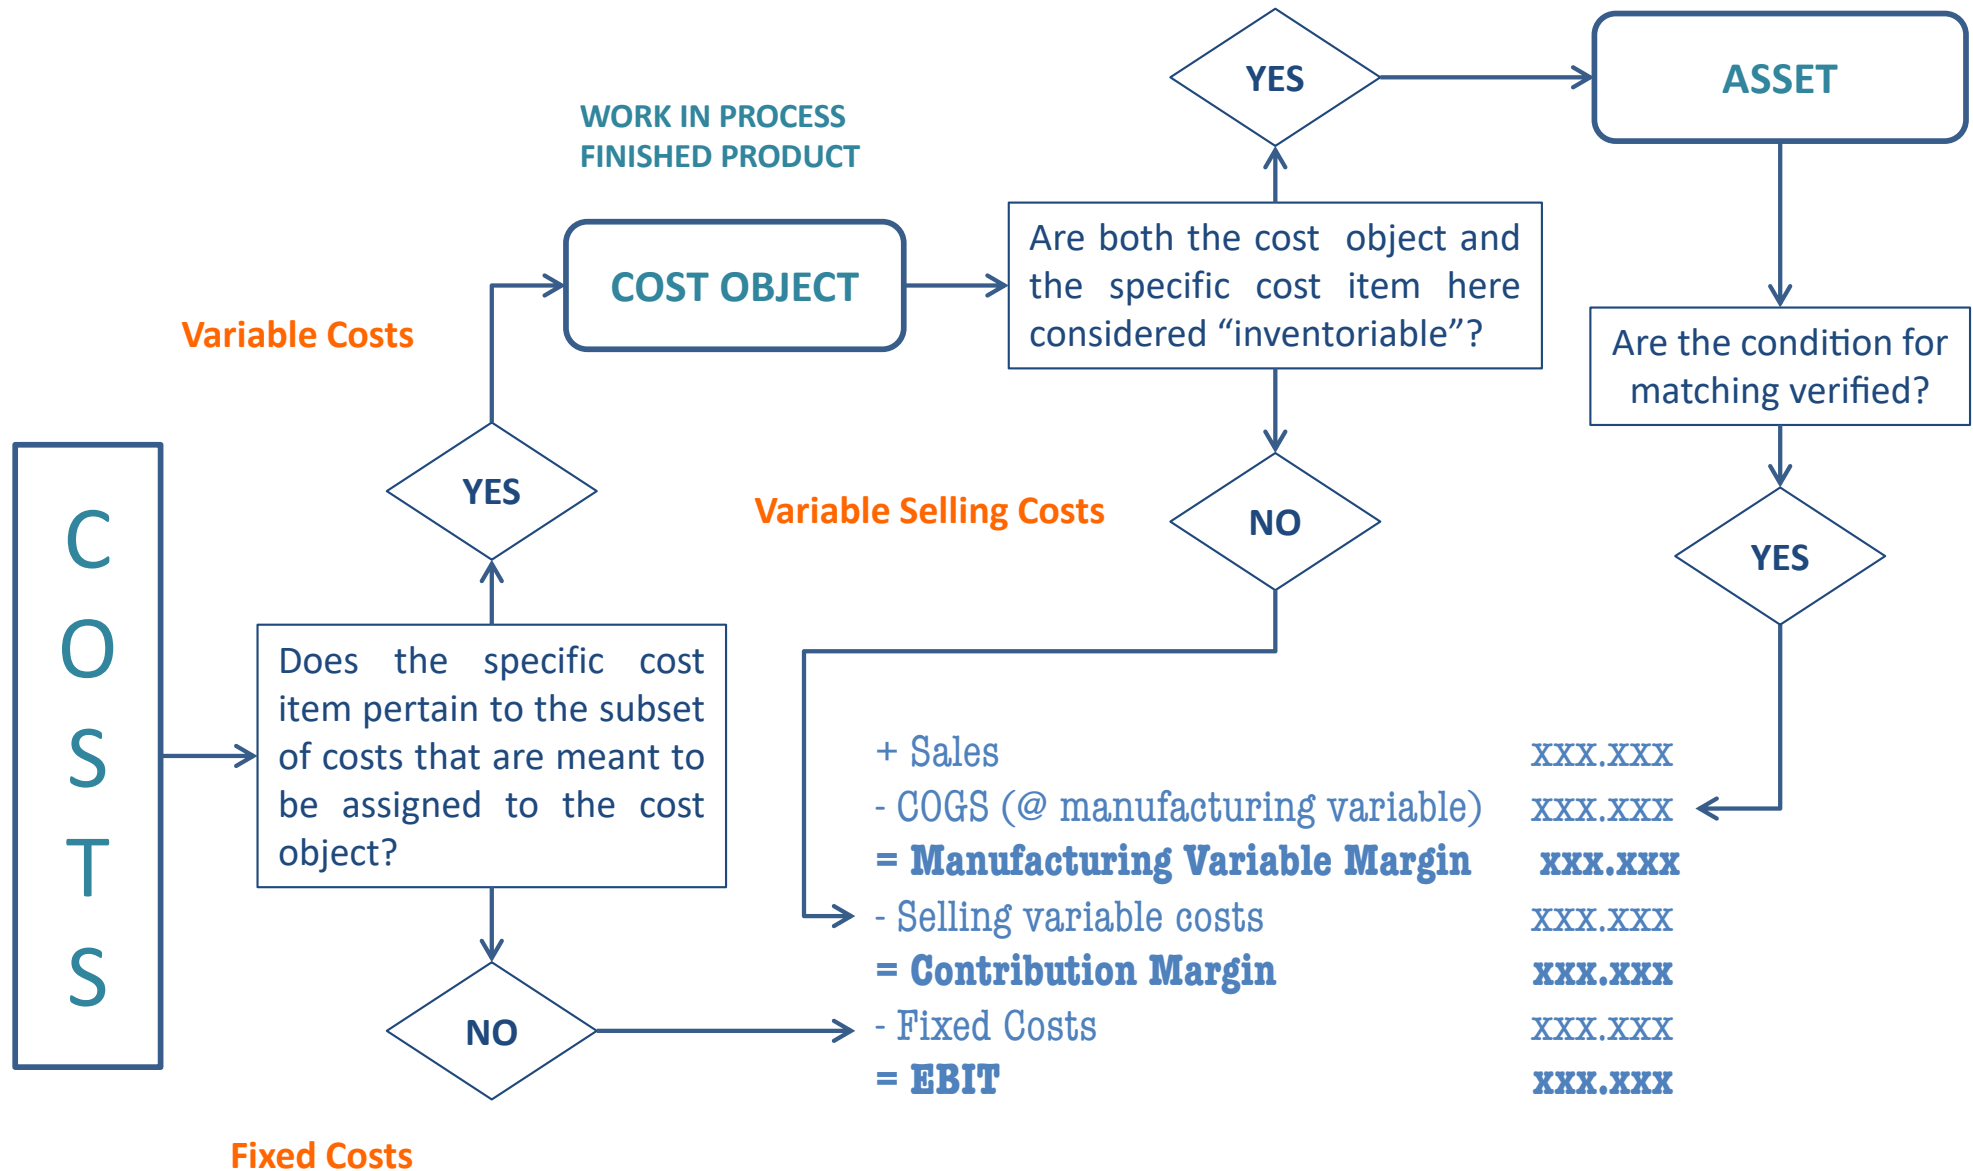 C
O
S
T
S
Does the specific cost
item pertain to the subset
of costs that are meant to
be assigned to the cost
object?
YES
Variable Costs
NO
Fixed Costs
WORK IN PROCESS
FINISHED PRODUCT
COST OBJECT
Are both the cost object and
the specific cost item here
considered “inventoriable”?
YES
NO
Variable Selling Costs
ASSET
Are the condition for
matching verified?
YES
+ Sales xxx.xxx
- COGS (@ manufacturing variable) xxx.xxx
= Manufacturing Variable Margin xxx.xxx
- Selling variable costs xxx.xxx
= Contribution Margin xxx.xxx
- Fixed Costs xxx.xxx
= EBIT xxx.xxx